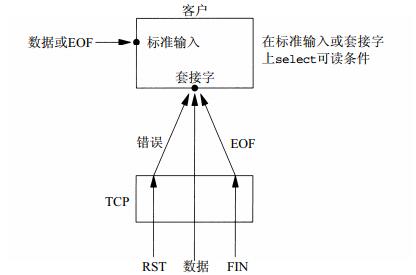 客户
数据或EOF
标准输入
在标准输入或套接字
上select可读条件
套接字
错误
EOF
TCP
RST
数据
FIN